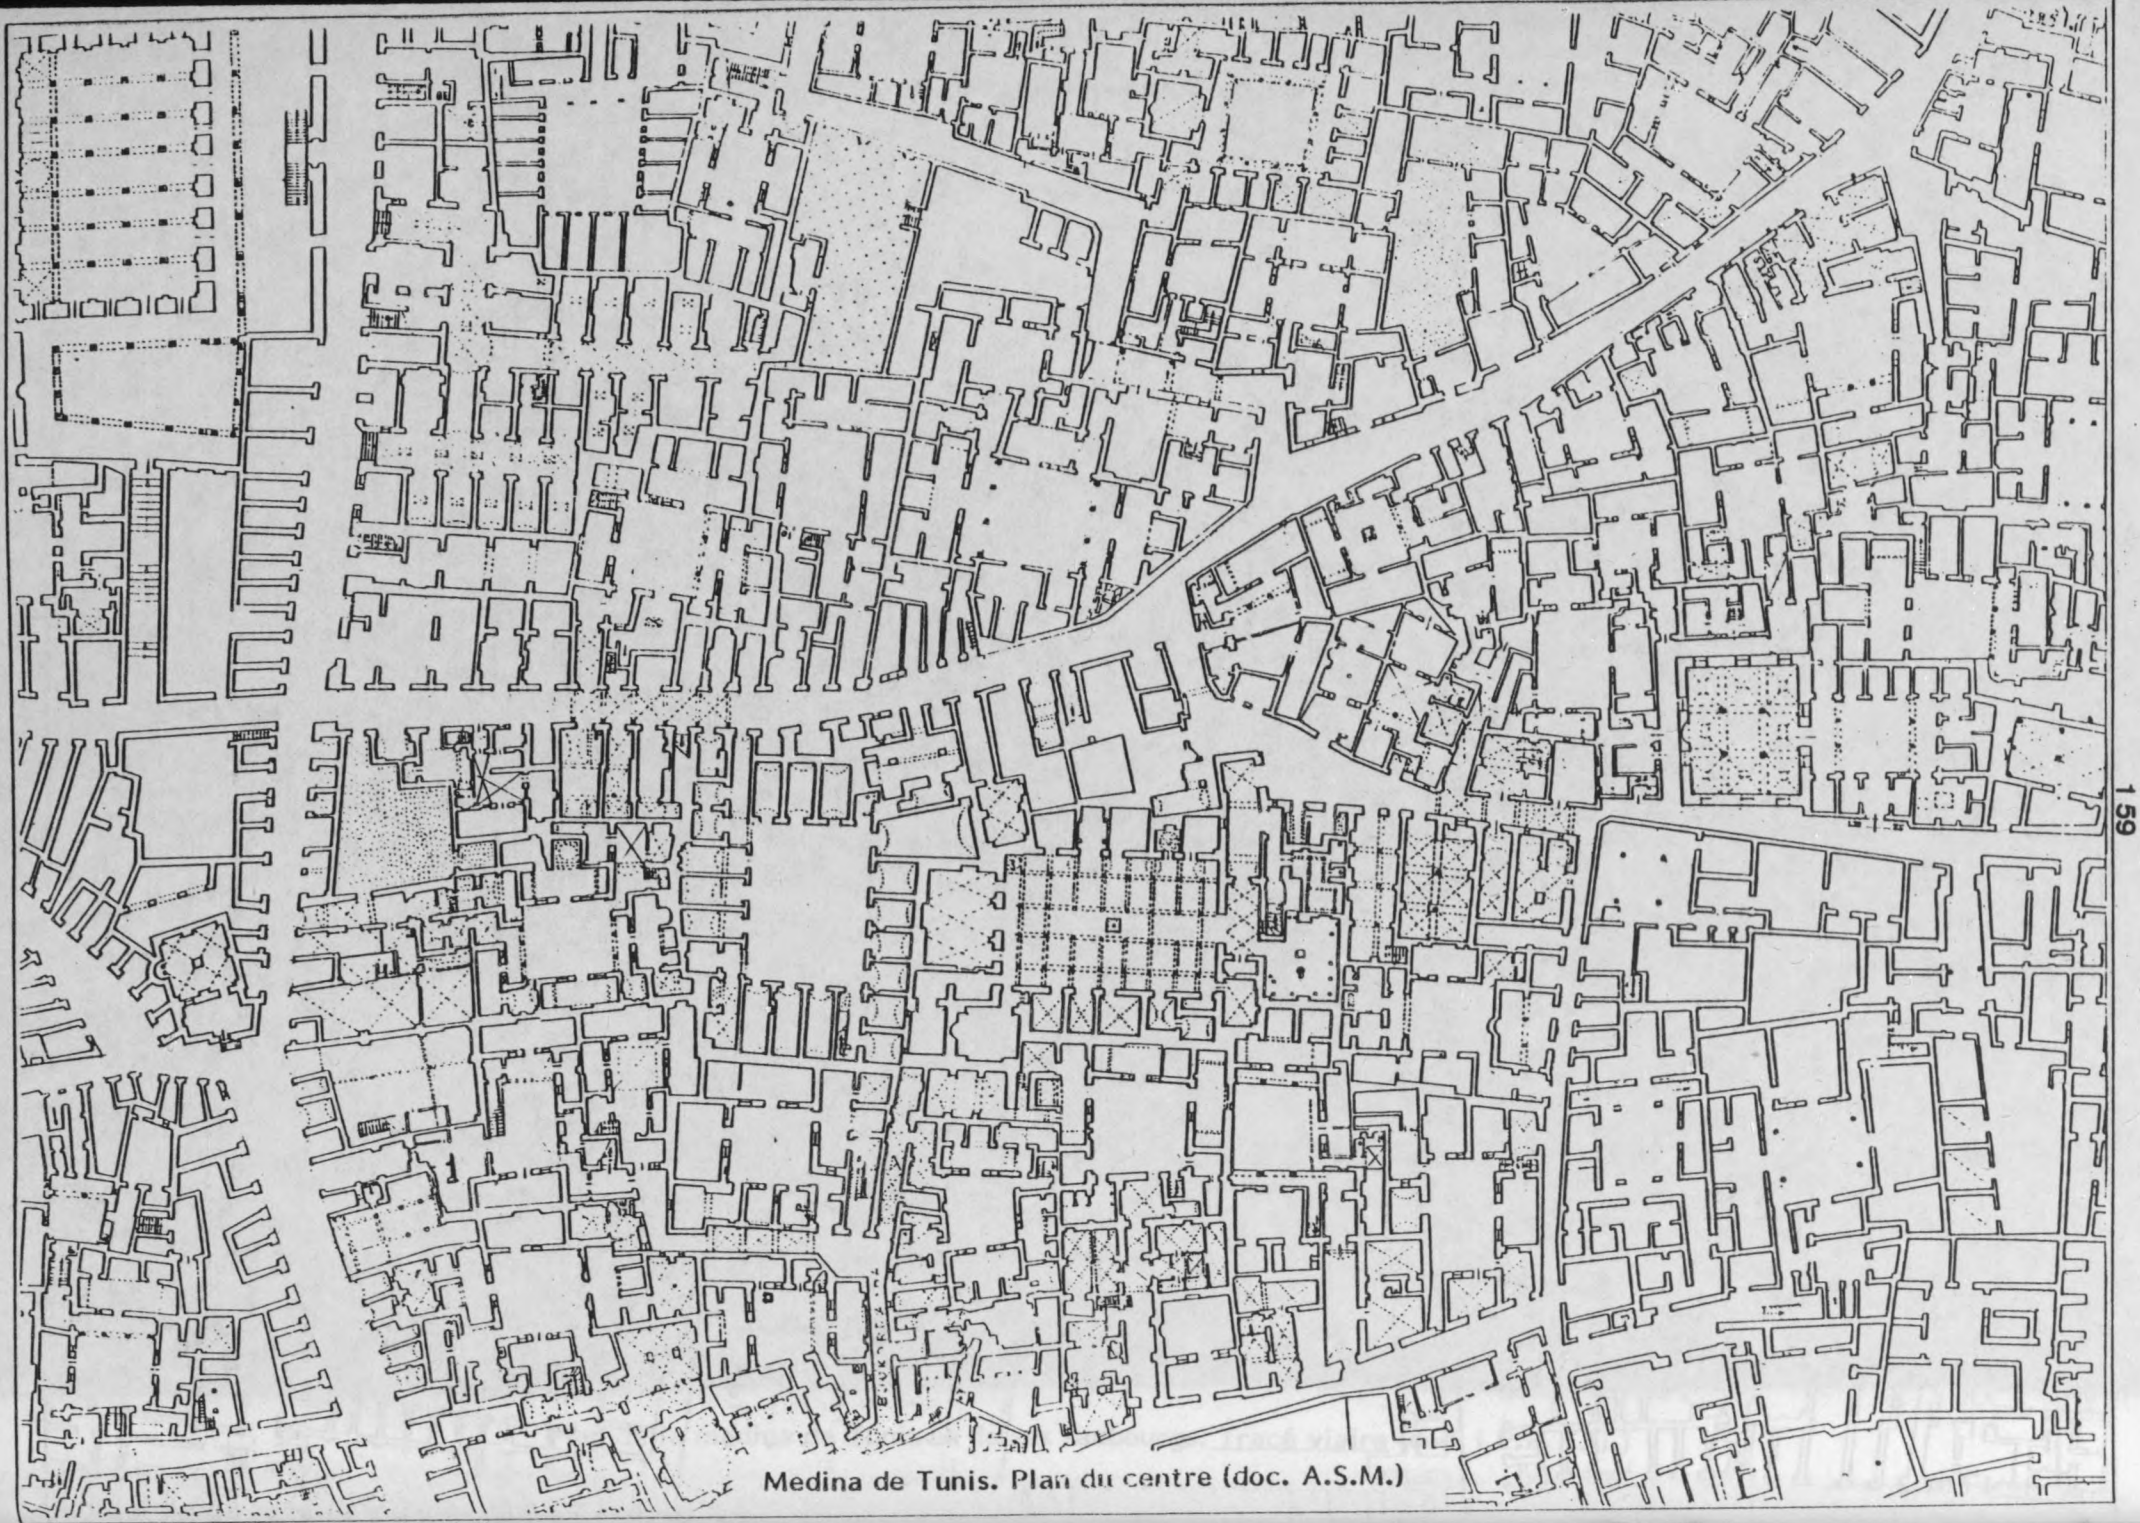 Medina de Tunis. Plan du centre (doc. A.S.M.)
159